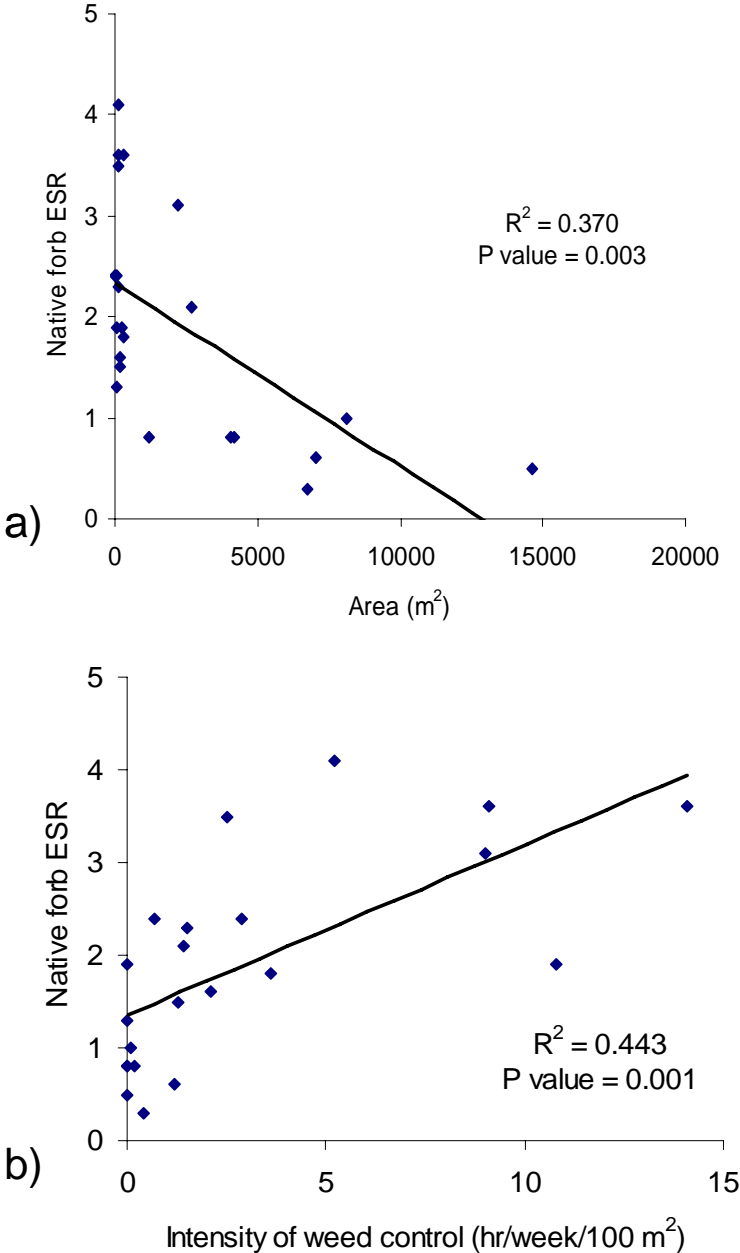 5
4
3
2
1
0
Native forb ESR
R² = 0.370
P value = 0.003
a)
0 5000 10000 15000 20000
Area (m²)
5
4
3
2
1
0
Native forb ESR
R² = 0.443
P value = 0.001
b)
0 5 10 15
Intensity of weed control (hr/week/100 m²)